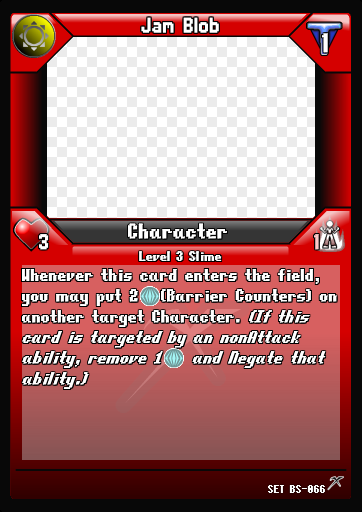 Jam Blob
1
3
Character
1
Level 3 Slime
Whenever this card enters the field,
you may put 2(Barrier Counters) on
another target Character. (If this
card is targeted by an nonAttack
ability, remove 1 and Negate that
ability.)
SET BS-066